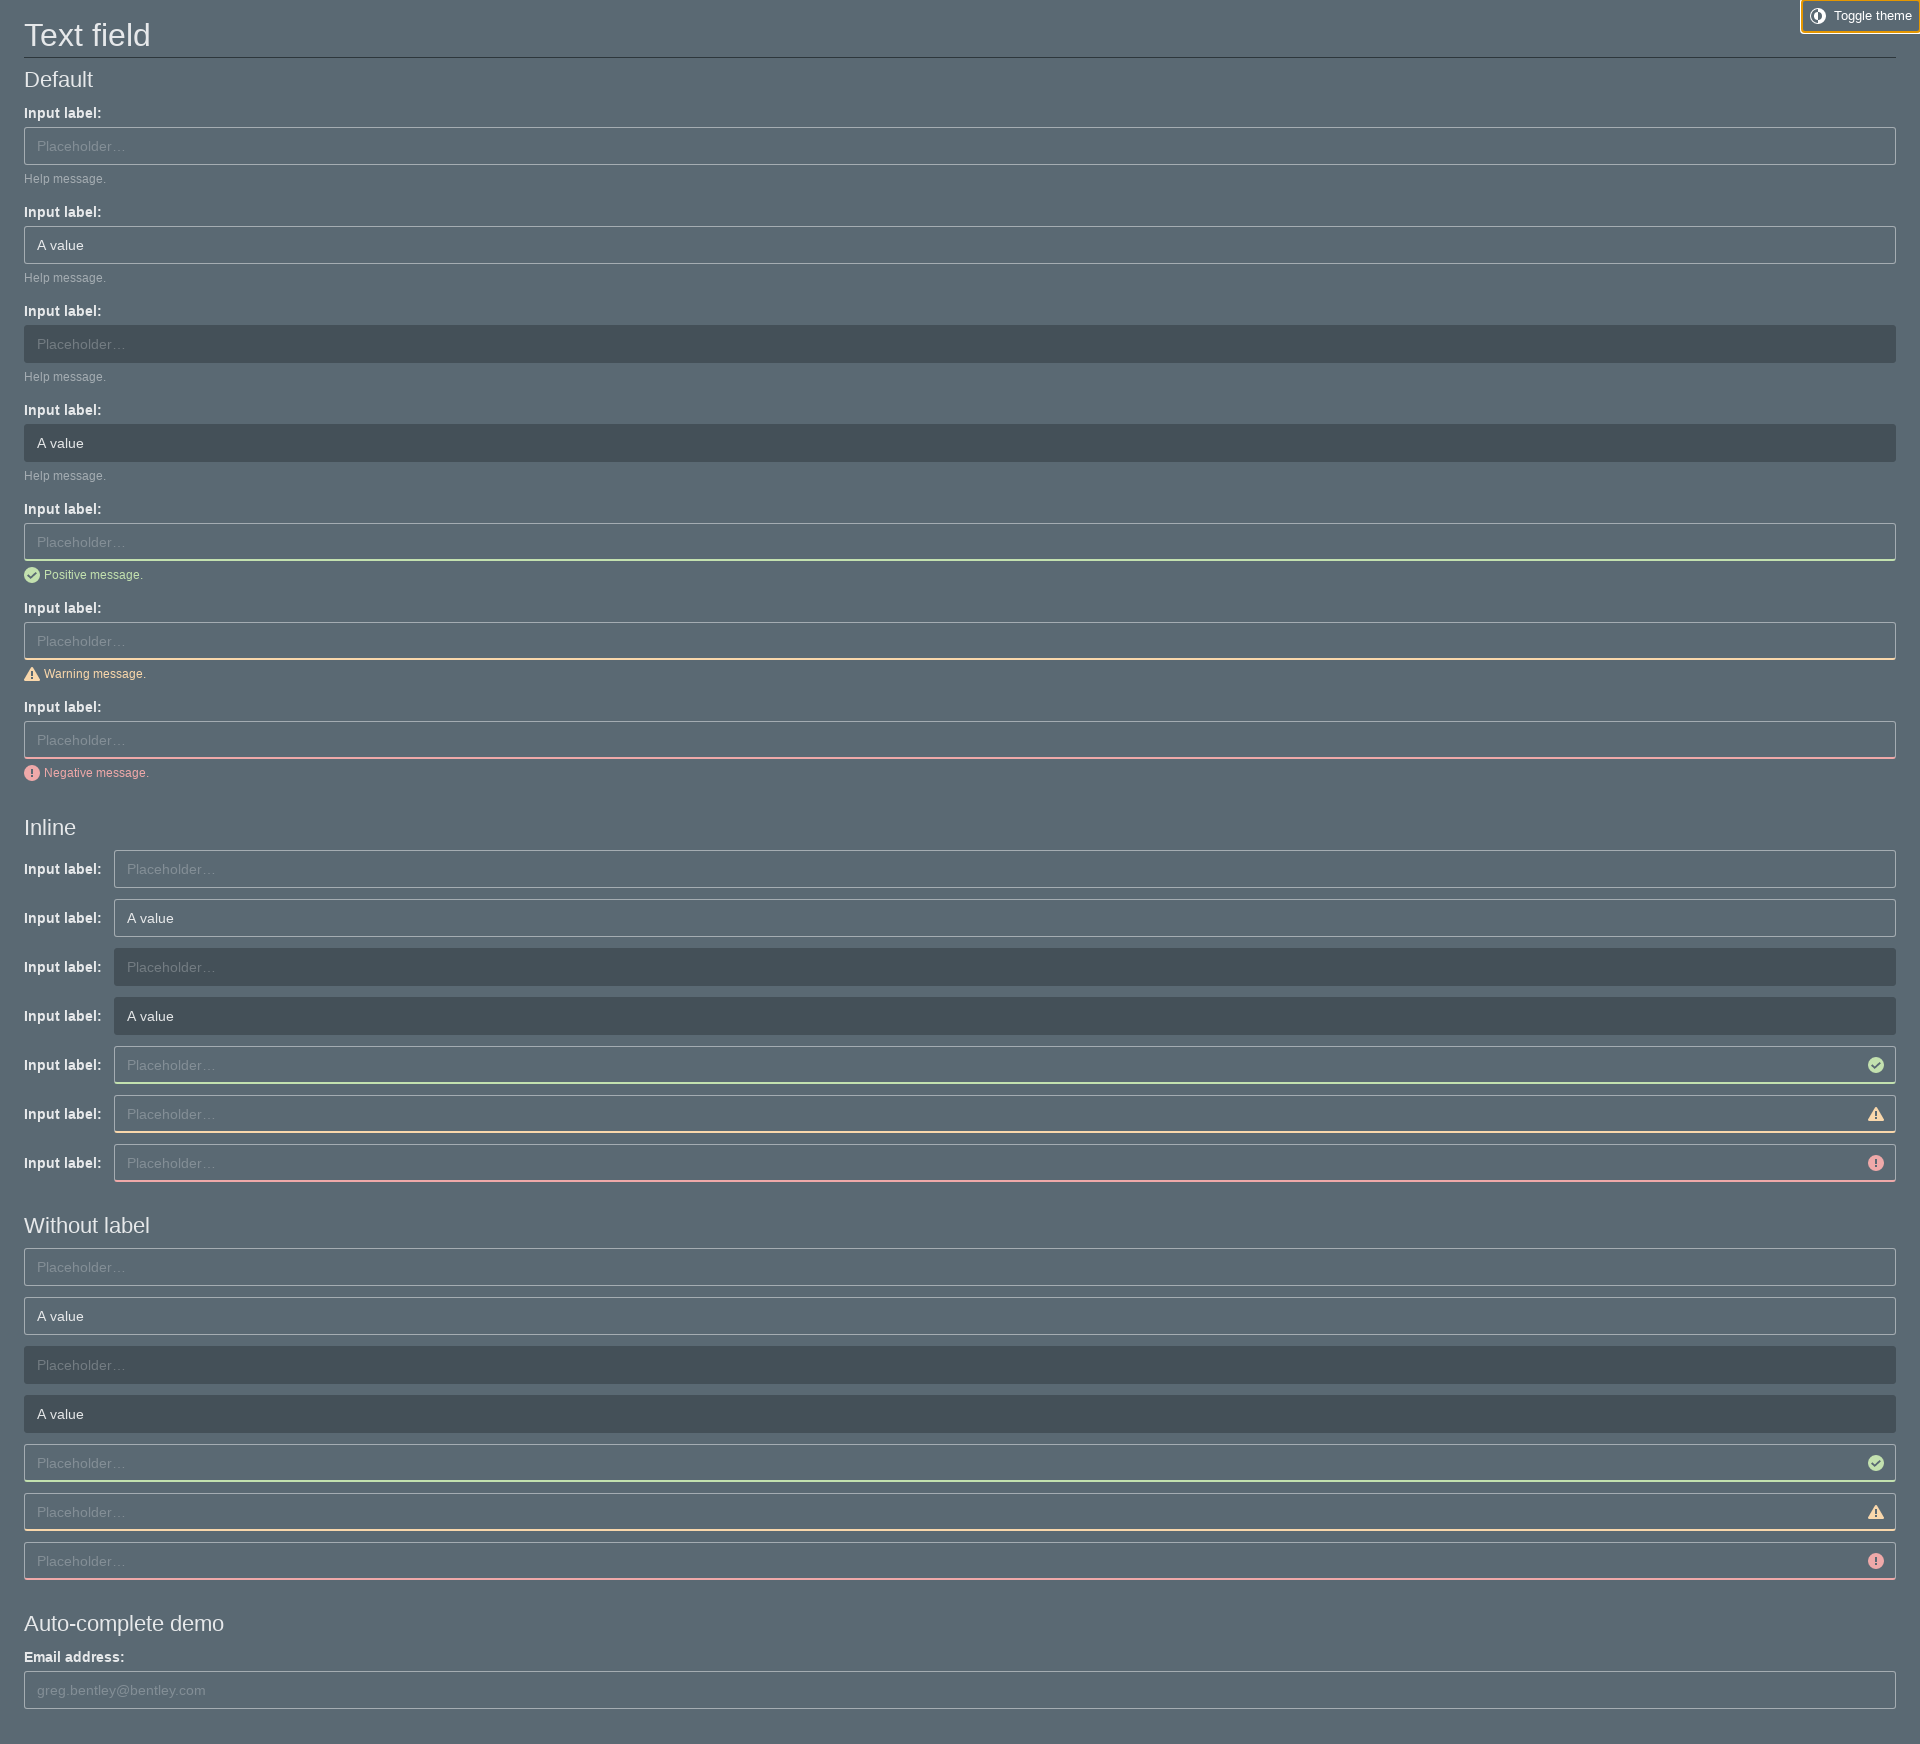 Toggle theme
Text field
Default
Input label:
Placeholder...
Help message.
Input label:
A value
Help message.
Input label:
Placeholder...
Help message.
Input label:
A value
Help message.
Input label:
Placeholder...
Positive message.
Input label:
Placeholder...
Warning message.
Input label:
Placeholder...
Negative message.
Inline
Input label: Placeholder...
Input label: A value
Input label: Placeholder...
Input label: A value
Input label: Placeholder...
Input label: Placeholder...
Input label: Placeholder...
Without label
Placeholder...
A value
Placeholder...
A value
Placeholder...
Placeholder...
Placeholder...
Auto-complete demo
Email address:
greg.bentley@bentley.com